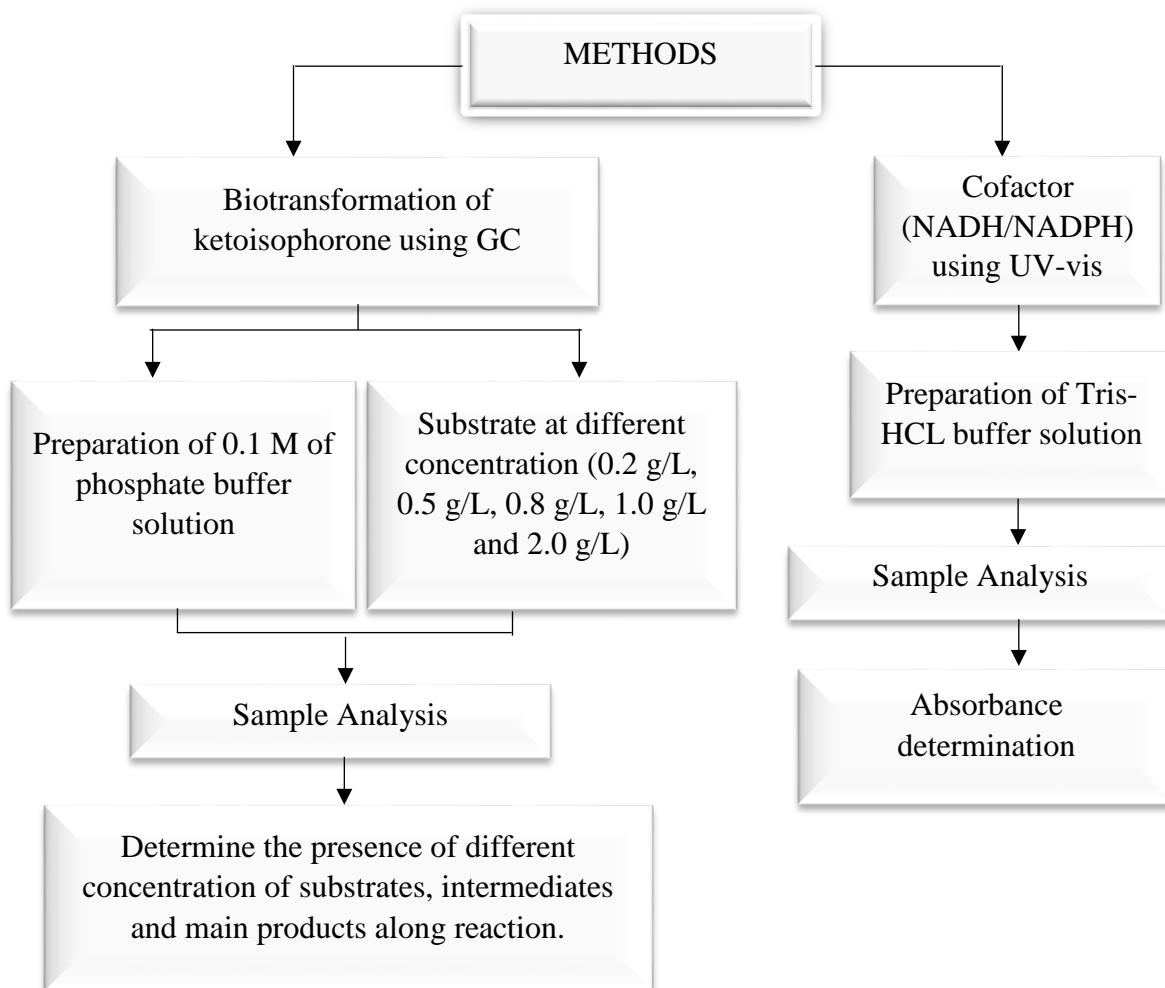 METHODS
Biotransformation of
ketoisophorone using GC
Cofactor
(NADH/NADPH)
using UV-vis
Preparation of 0.1 M of
phosphate buffer
solution
Substrate at different
concentration (0.2 g/L,
0.5 g/L, 0.8 g/L, 1.0 g/L
and 2.0 g/L)
Preparation of Tris-
HCL buffer solution
Sample Analysis
Sample Analysis
Absorbance
determination
Determine the presence of different
concentration of substrates, intermediates
and main products along reaction.